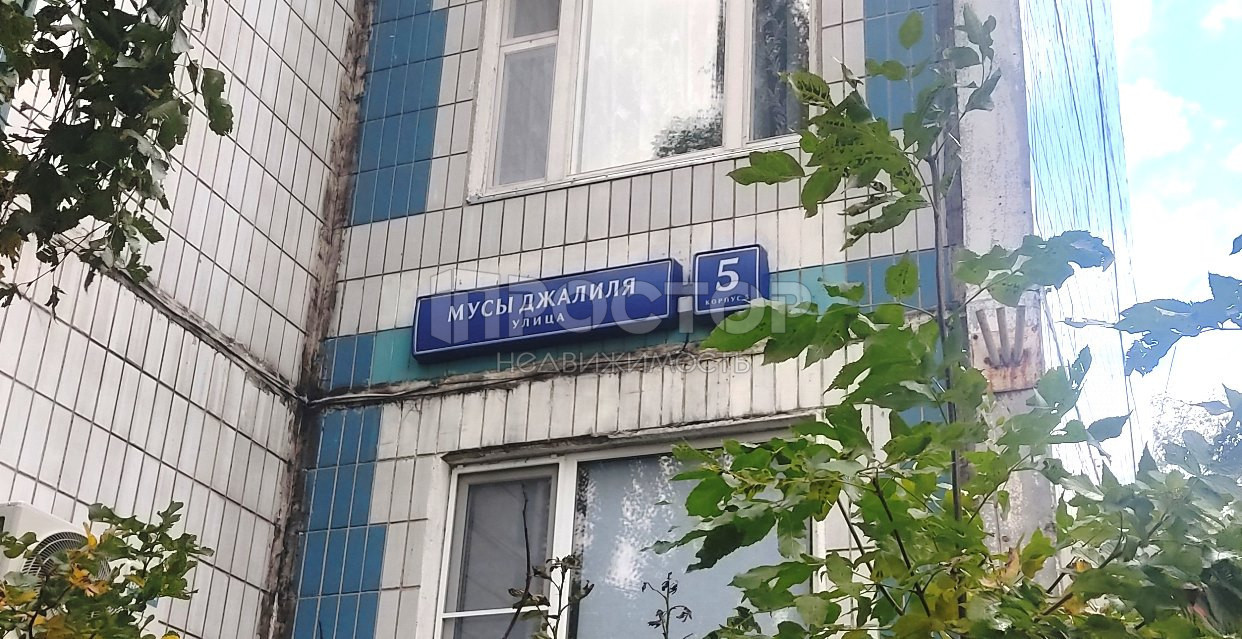 МУСЫ ДЖАЛИЛЯ
УЛИЦА
5
КОРПУС
ПРОСТОР
НЕДВИЖИМОСТЬ